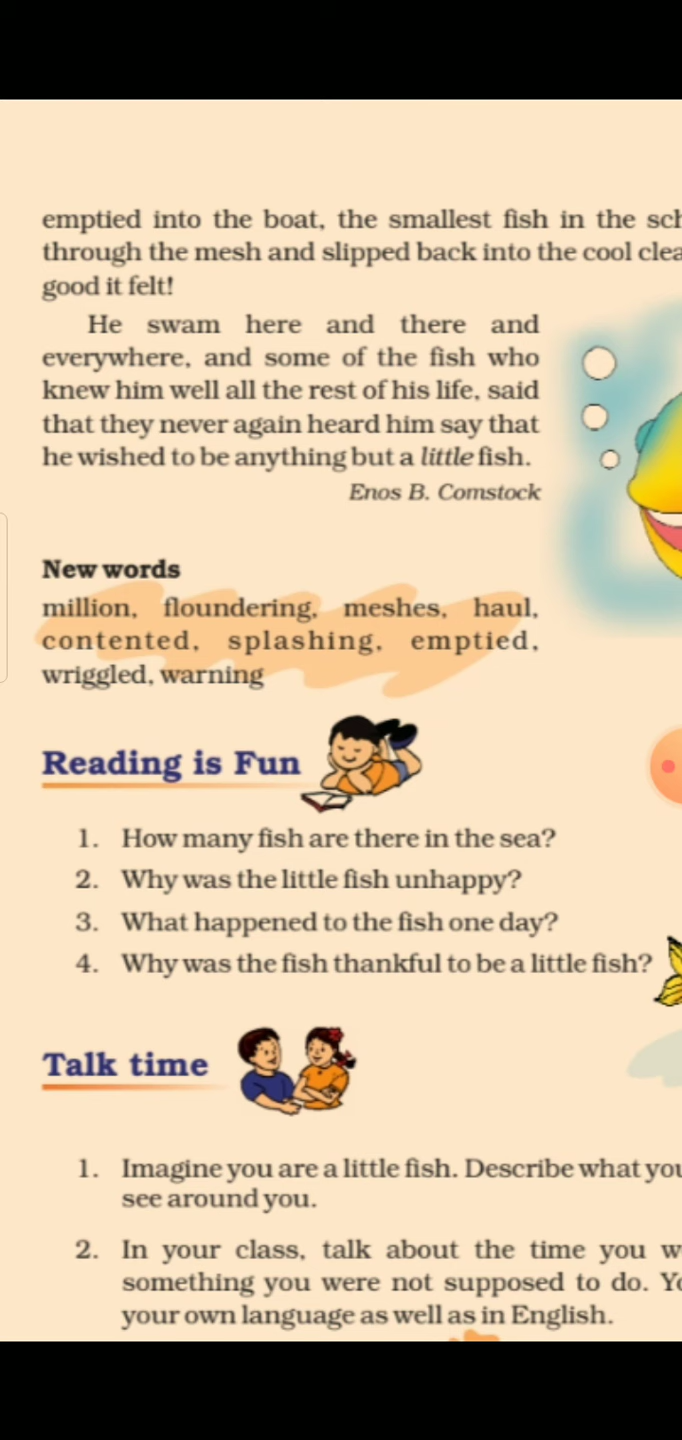 emptied into the boat, the smallest fish in the
through the mesh and slipped back into the cool
good it felt!
He swam here and there and
everywhere, and some of the fish who
knew him well all the rest of his life, said
that they never again heard him say that
he wished to be anything but a little fish.
Enos B. Comstock
New words
million, floundering, meshes, haul,
contented, splashing, emptied,
wriggled, warning
Reading is Fun
1. How many fish are there in the sea?
2. Why was the little fish unhappy?
3. What happened to the fish one day?
4. Why was the fish thankful to be a little fish?
Talk time
1. Imagine you are a little fish. Describe what
see around you.
2. In your class, talk about the time you
something you were not supposed to do.
your own language as well as in English.